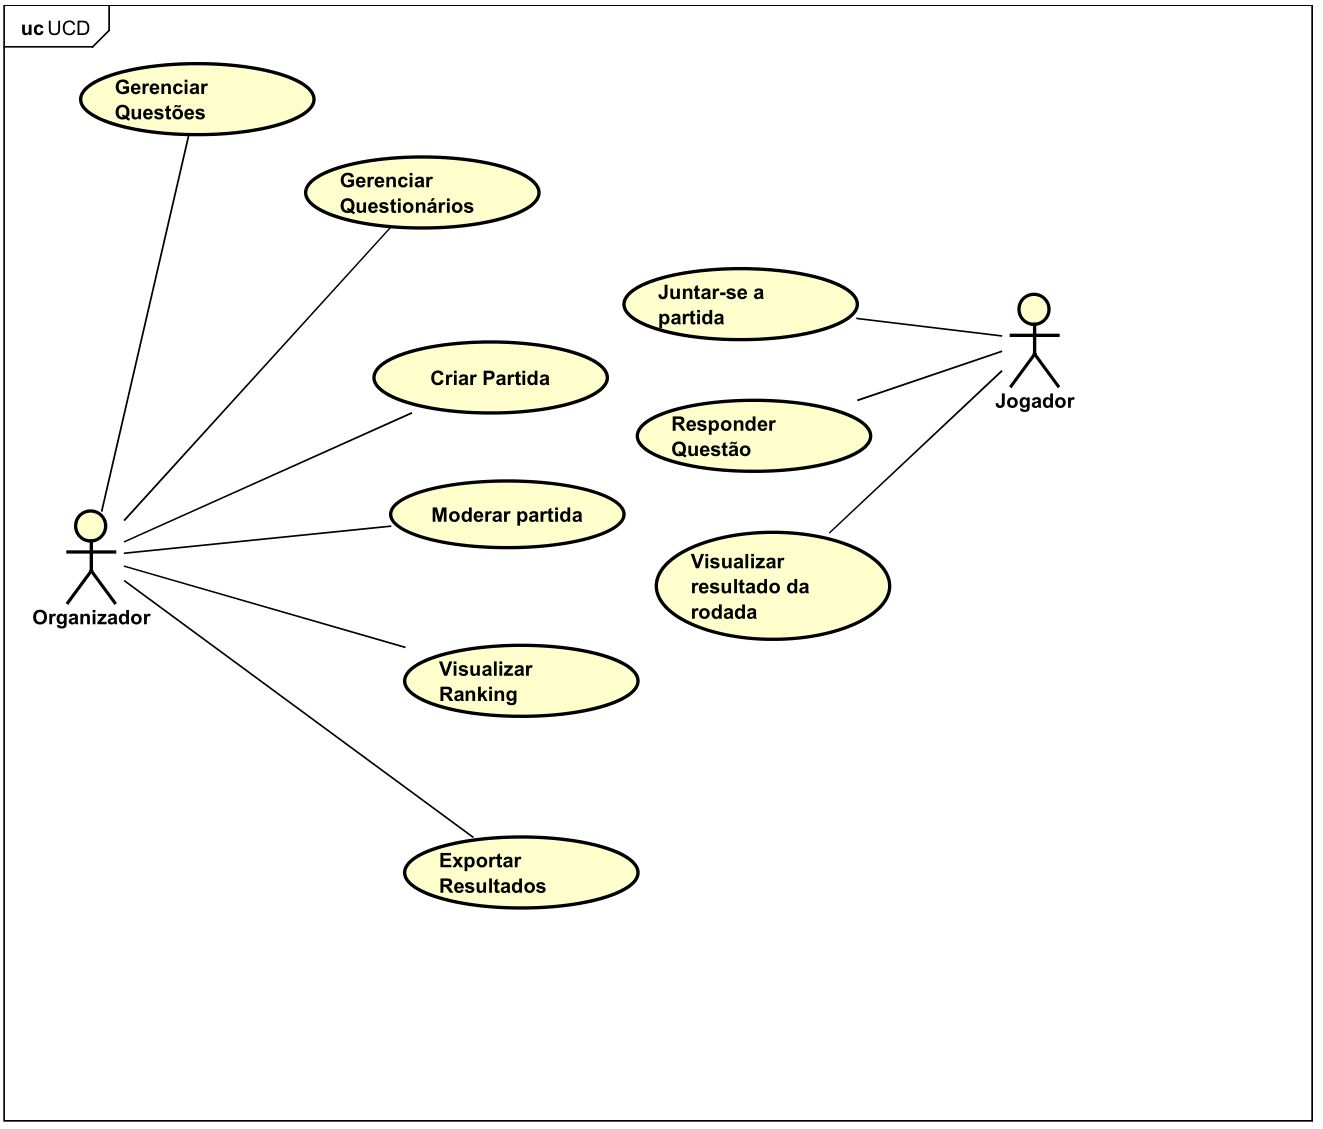 uc UCD
Gerenciar
Questões
Gerenciar
Questionários
Juntar-se a
partida
Criar Partida
Jogador
Responder
Questão
Moderar partida
Visualizar
resultado da
rodada
Organizador
Visualizar
Ranking
Exportar
Resultados